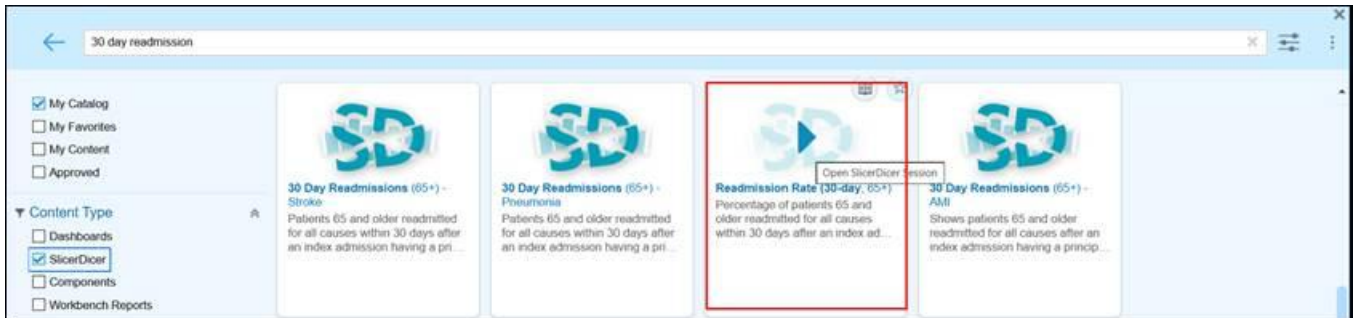 30 day readmission
My Catalog
My Favorites
My Content
Approved
Content Type
Dashboards
SlicerDicer
Components
Workbench Reports
SD
30 Day Readmissions (65+) -
Stroke
Patients 65 and older readmitted
for all causes within 30 days after
an index admission having a pri...
SD
30 Day Readmissions (65+) -
Pneumonia
Patients 65 and older readmitted
for all causes within 30 days after
an index admission having a pri...
SD
Open SlicerDicer Session
Readmission Rate (30-day, 65+)
Percentage of patients 65 and
older readmitted for all causes
within 30 days after an index ad...
SD
30 Day Readmissions (65+) -
AMI
Shows patients 65 and older
readmitted for all causes after an
index admission having a princip...